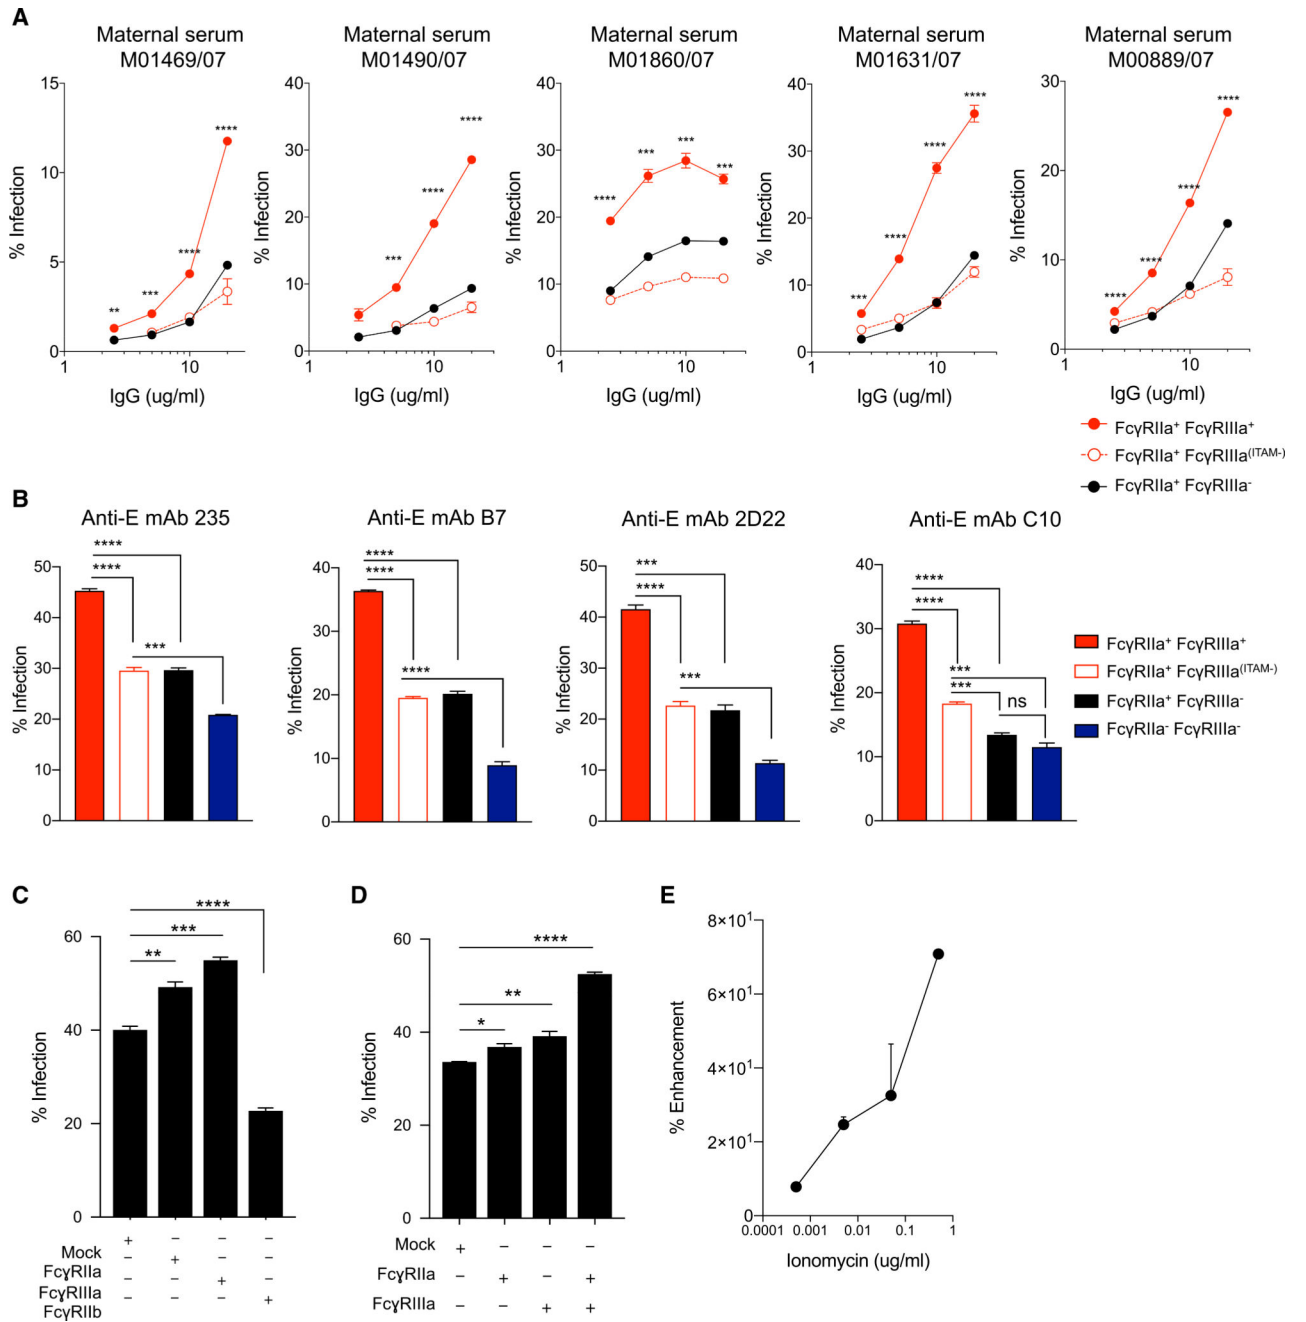 A
Maternal serum
M01469/07
Maternal serum
M01490/07
Maternal serum
M01860/07
Maternal serum
M01631/07
Maternal serum
M00889/07
% Infection
15
10
5
0
**
***
****
****
1
10
IgG (ug/ml)
% Infection
40
30
20
10
0
***
****
****
1
10
IgG (ug/ml)
% Infection
40
30
20
10
0
****
***
***
***
1
10
IgG (ug/ml)
% Infection
40
30
20
10
0
***
****
****
****
1
10
IgG (ug/ml)
% Infection
30
20
10
0
****
****
****
****
1
10
IgG (ug/ml)
FcγRIIa⁺ FcγRIIIa⁺
FcγRIIa⁺ FcγRIIIa⁽ᴵᵀᴬᴹ⁻⁾
FcγRIIa⁺ FcγRIIIa⁻
B
Anti-E mAb 235
Anti-E mAb B7
Anti-E mAb 2D22
Anti-E mAb C10
% Infection
50
40
30
20
10
0
****
****
***
% Infection
40
30
20
10
0
****
****
****
% Infection
50
40
30
20
10
0
***
****
***
% Infection
40
30
20
10
0
****
****
***
***
ns
FcγRIIa⁺ FcγRIIIa⁺
FcγRIIa⁺ FcγRIIIa⁽ᴵᵀᴬᴹ⁻⁾
FcγRIIa⁺ FcγRIIIa⁻
FcγRIIa⁻ FcγRIIIa⁻
C
% Infection
60
40
20
0
****
***
**
+ – – –
Mock – + – –
FcγRIIa – – + –
FcγRIIIa – – – +
FcγRIIb
D
% Infection
60
40
20
0
****
**
*
Mock + – – –
FcγRIIa – + – +
FcγRIIIa – – + +
E
% Enhancement
8×10¹
6×10¹
4×10¹
2×10¹
0
0.0001 0.001 0.01 0.1 1
Ionomycin (ug/ml)